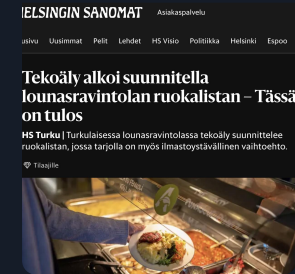 HELSINGIN SANOMAT Asiakaspalvelu
Uusimmat Pelit Lehdet HS Visio Politiikka Helsinki Espoo
Tekoäly alkoi suunnitella
lounasravintolan ruokalistan – Tässä
on tulos
HS Turku | Turkulaisessa lounasravintolassa tekoäly suunnittelee
ruokalistan, jossa tarjolla on myös ilmastoystävällinen vaihtoehto.
Tilaajille